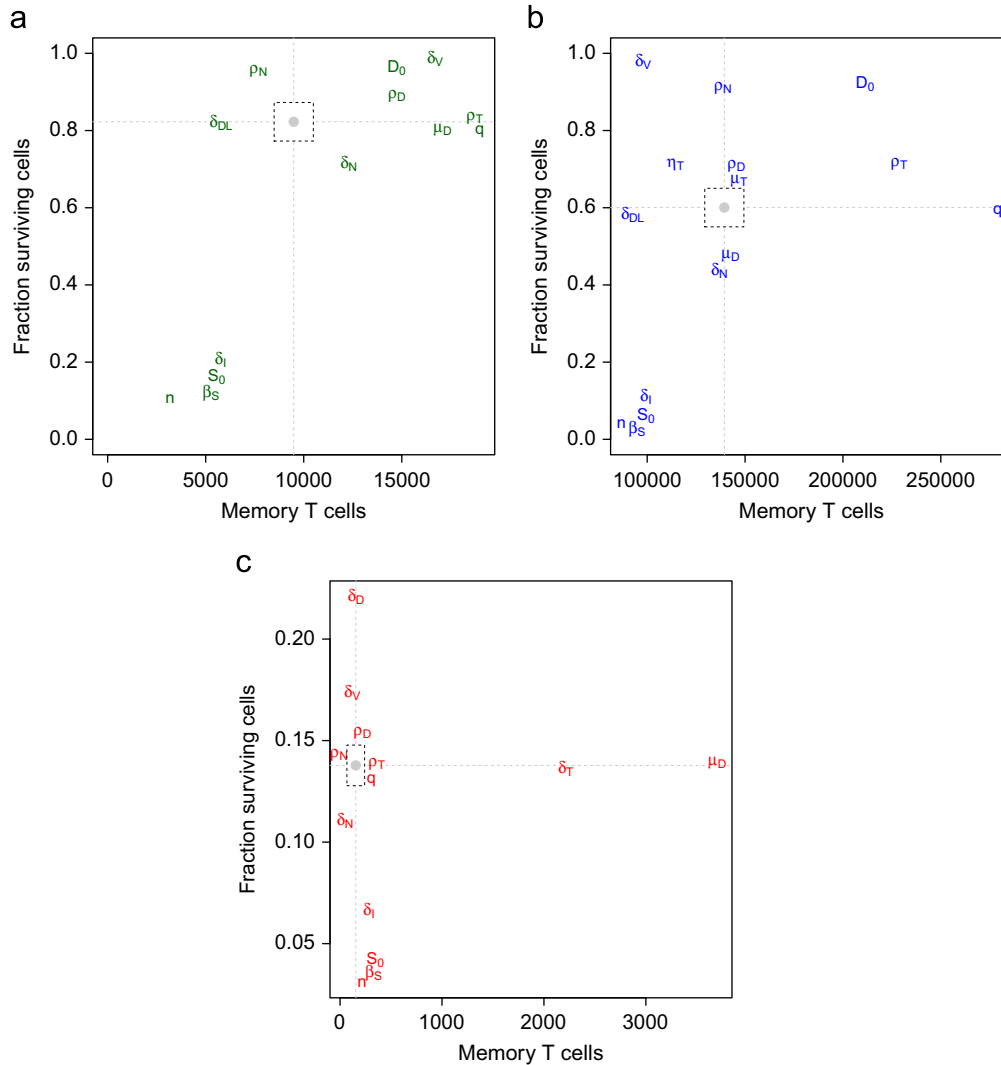 a
Fraction surviving cells
1.0
0.8
0.6
0.4
0.2
0.0
δV
D0
ρN
ρD
ρT
δDL
μD
q
δN
δI
S0
βS
n
0
5000
10000
15000
Memory T cells
b
Fraction surviving cells
1.0
0.8
0.6
0.4
0.2
0.0
δV
D0
ρN
ηT
ρD
ρT
μT
δDL
q
μD
δN
δI
S0
n
βS
100000
150000
200000
250000
Memory T cells
c
Fraction surviving cells
0.20
0.15
0.10
0.05
δD
δV
ρD
ρN
ρT
δT
μD
q
δN
δI
S0
βS
n
0
1000
2000
3000
Memory T cells